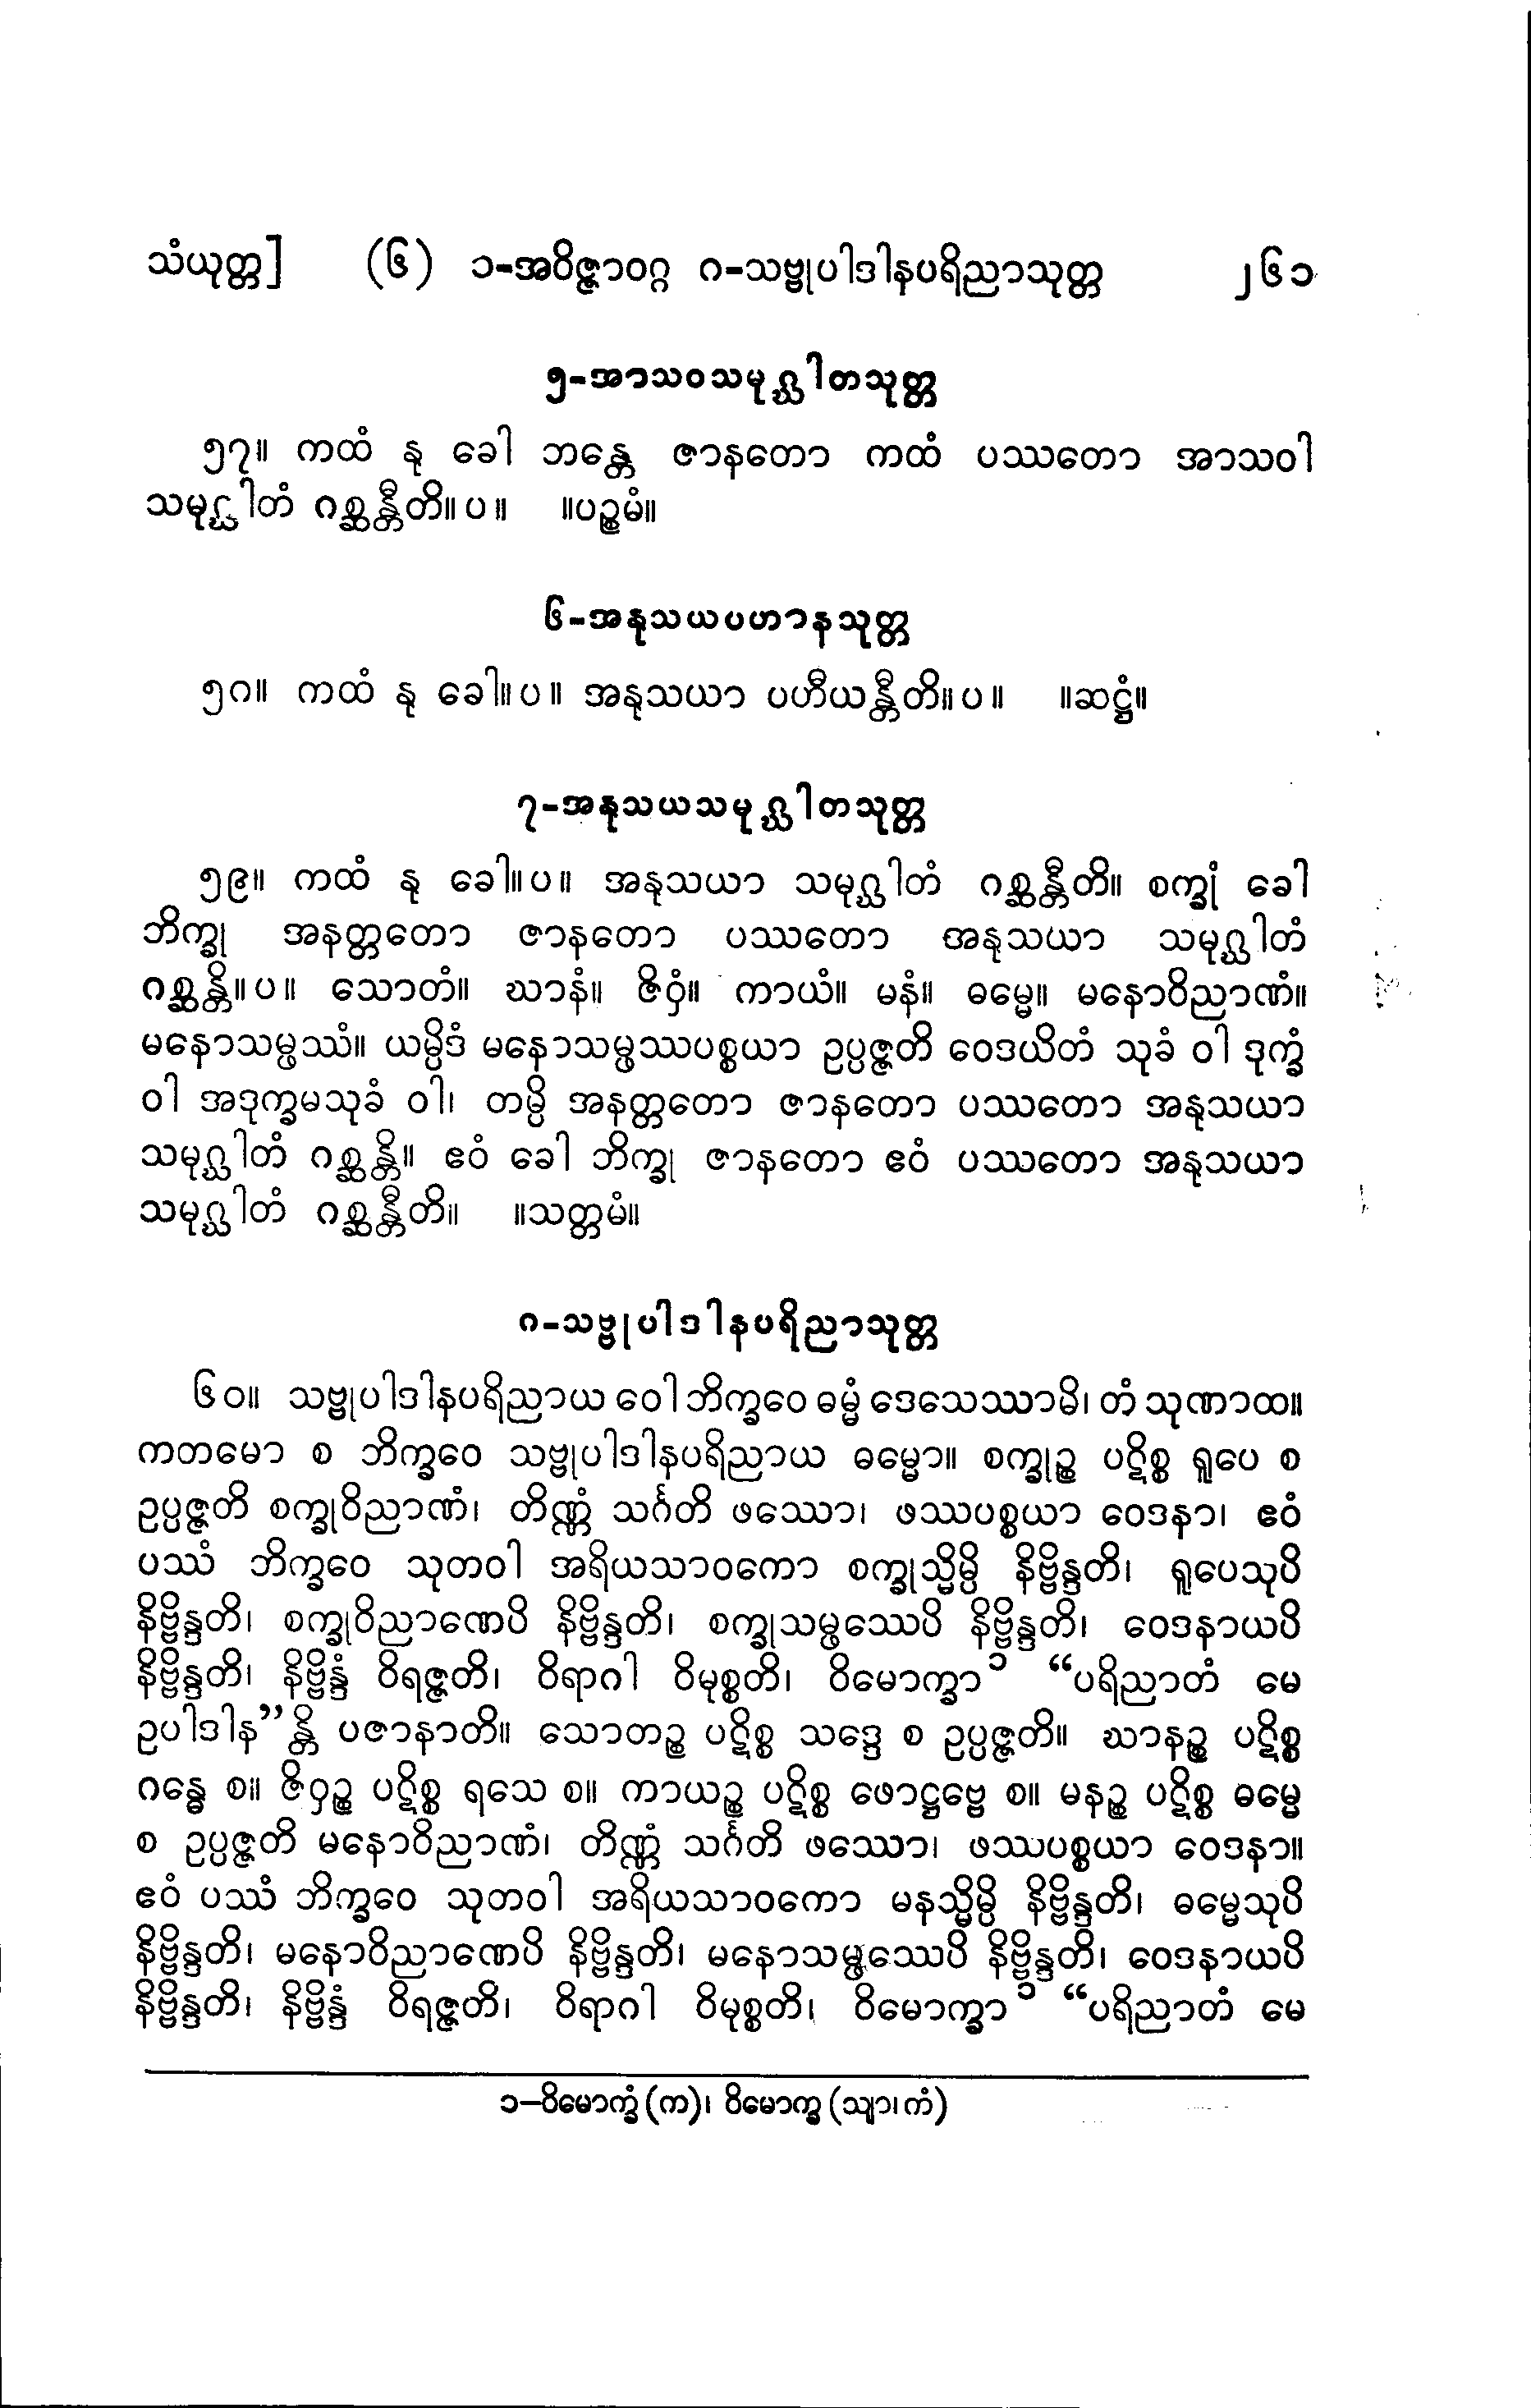 သံယုတ္တ] (၆) ၁-အဝိဇ္ဇာဝဂ္ဂ ဂ-သဗ္ဗုပါဒါနပရိညာသုတ္တ ၂၆၁
၅-အာသဝသမုဂ္ဃါတသုတ္တ
၅၇။ ကထံ နု ခေါ ဘန္တေ ဇာနတော ကထံ ပဿတော အာသဝါ
သမုဂ္ဃါတံ ဂစ္ဆန္တီတိ။ပ။ ။ပဉ္စမံ။
၆-အနုသယပဟာနသုတ္တ
၅ဂ။ ကထံ နု ခေါ။ပ။ အနုသယာ ပဟီယန္တီတိ။ပ။ ။ဆဋ္ဌံ။
၇-အနုသယသမုဂ္ဃါတသုတ္တ
၅၉။ ကထံ နု ခေါ။ပ။ အနုသယာ သမုဂ္ဃါတံ ဂစ္ဆန္တီတိ။ စက္ခုံ ခေါ
ဘိက္ခု အနတ္တတော ဇာနတော ပဿတော အနုသယာ သမုဂ္ဃါတံ
ဂစ္ဆန္တိ။ပ။ သောတံ။ ဃာနံ။ ဇိဝှံ။ ကာယံ။ မနံ။ ဓမ္မေ။ မနောဝိညာဏံ။
မနောသမ္ဖဿံ။ ယမ္ပိဒံ မနောသမ္ဖဿပစ္စယာ ဥပ္ပဇ္ဇတိ ဝေဒယိတံ သုခံ ဝါ ဒုက္ခံ
ဝါ အဒုက္ခမသုခံ ဝါ၊ တမ္ပိ အနတ္တတော ဇာနတော ပဿတော အနုသယာ
သမုဂ္ဃါတံ ဂစ္ဆန္တိ။ ဧဝံ ခေါ ဘိက္ခု ဇာနတော ဧဝံ ပဿတော အနုသယာ
သမုဂ္ဃါတံ ဂစ္ဆန္တီတိ။ ။သတ္တမံ။
ဂ-သဗ္ဗုပါဒါနပရိညာသုတ္တ
၆ဝ။ သဗ္ဗုပါဒါနပရိညာယ ဝေါ ဘိက္ခဝေ ဓမ္မံ ဒေသေဿာမိ၊ တံ သုဏာထ။
ကတမော စ ဘိက္ခဝေ သဗ္ဗုပါဒါနပရိညာယ ဓမ္မော။ စက္ခုဉ္စ ပဋိစ္စ ရူပေ စ
ဥပ္ပဇ္ဇတိ စက္ခုဝိညာဏံ၊ တိဏ္ဏံ သင်္ဂတိ ဖဿော၊ ဖဿပစ္စယာ ဝေဒနာ၊ ဧဝံ
ပဿံ ဘိက္ခဝေ သုတဝါ အရိယသာဝကော စက္ခုသ္မိမ္ပိ နိဗ္ဗိန္ဒတိ၊ ရူပေသုပိ
နိဗ္ဗိန္ဒတိ၊ စက္ခုဝိညာဏေပိ နိဗ္ဗိန္ဒတိ၊ စက္ခုသမ္ဖဿေပိ နိဗ္ဗိန္ဒတိ၊ ဝေဒနာယပိ
နိဗ္ဗိန္ဒတိ၊ နိဗ္ဗိန္ဒံ ဝိရဇ္ဇတိ၊ ဝိရာဂါ ဝိမုစ္စတိ၊ ဝိမောက္ခာ ၁ “ပရိညာတံ မေ
ဥပါဒါန”န္တိ ပဇာနာတိ။ သောတဉ္စ ပဋိစ္စ သဒ္ဒေ စ ဥပ္ပဇ္ဇတိ။ ဃာနဉ္စ ပဋိစ္စ
ဂန္ဓေ စ။ ဇိဝှဉ္စ ပဋိစ္စ ရသေ စ။ ကာယဉ္စ ပဋိစ္စ ဖောဋ္ဌဗ္ဗေ စ။ မနဉ္စ ပဋိစ္စ ဓမ္မေ
စ ဥပ္ပဇ္ဇတိ မနောဝိညာဏံ၊ တိဏ္ဏံ သင်္ဂတိ ဖဿော၊ ဖဿပစ္စယာ ဝေဒနာ။
ဧဝံ ပဿံ ဘိက္ခဝေ သုတဝါ အရိယသာဝကော မနသ္မိမ္ပိ နိဗ္ဗိန္ဒတိ၊ ဓမ္မေသုပိ
နိဗ္ဗိန္ဒတိ၊ မနောဝိညာဏေပိ နိဗ္ဗိန္ဒတိ၊ မနောသမ္ဖဿေပိ နိဗ္ဗိန္ဒတိ၊ ဝေဒနာယပိ
နိဗ္ဗိန္ဒတိ၊ နိဗ္ဗိန္ဒံ ဝိရဇ္ဇတိ၊ ဝိရာဂါ ဝိမုစ္စတိ၊ ဝိမောက္ခာ ၁ “ပရိညာတံ မေ
၁–ဝိမောက္ခံ (က)၊ ဝိမောက္ခ (သျာ၊ ကံ)